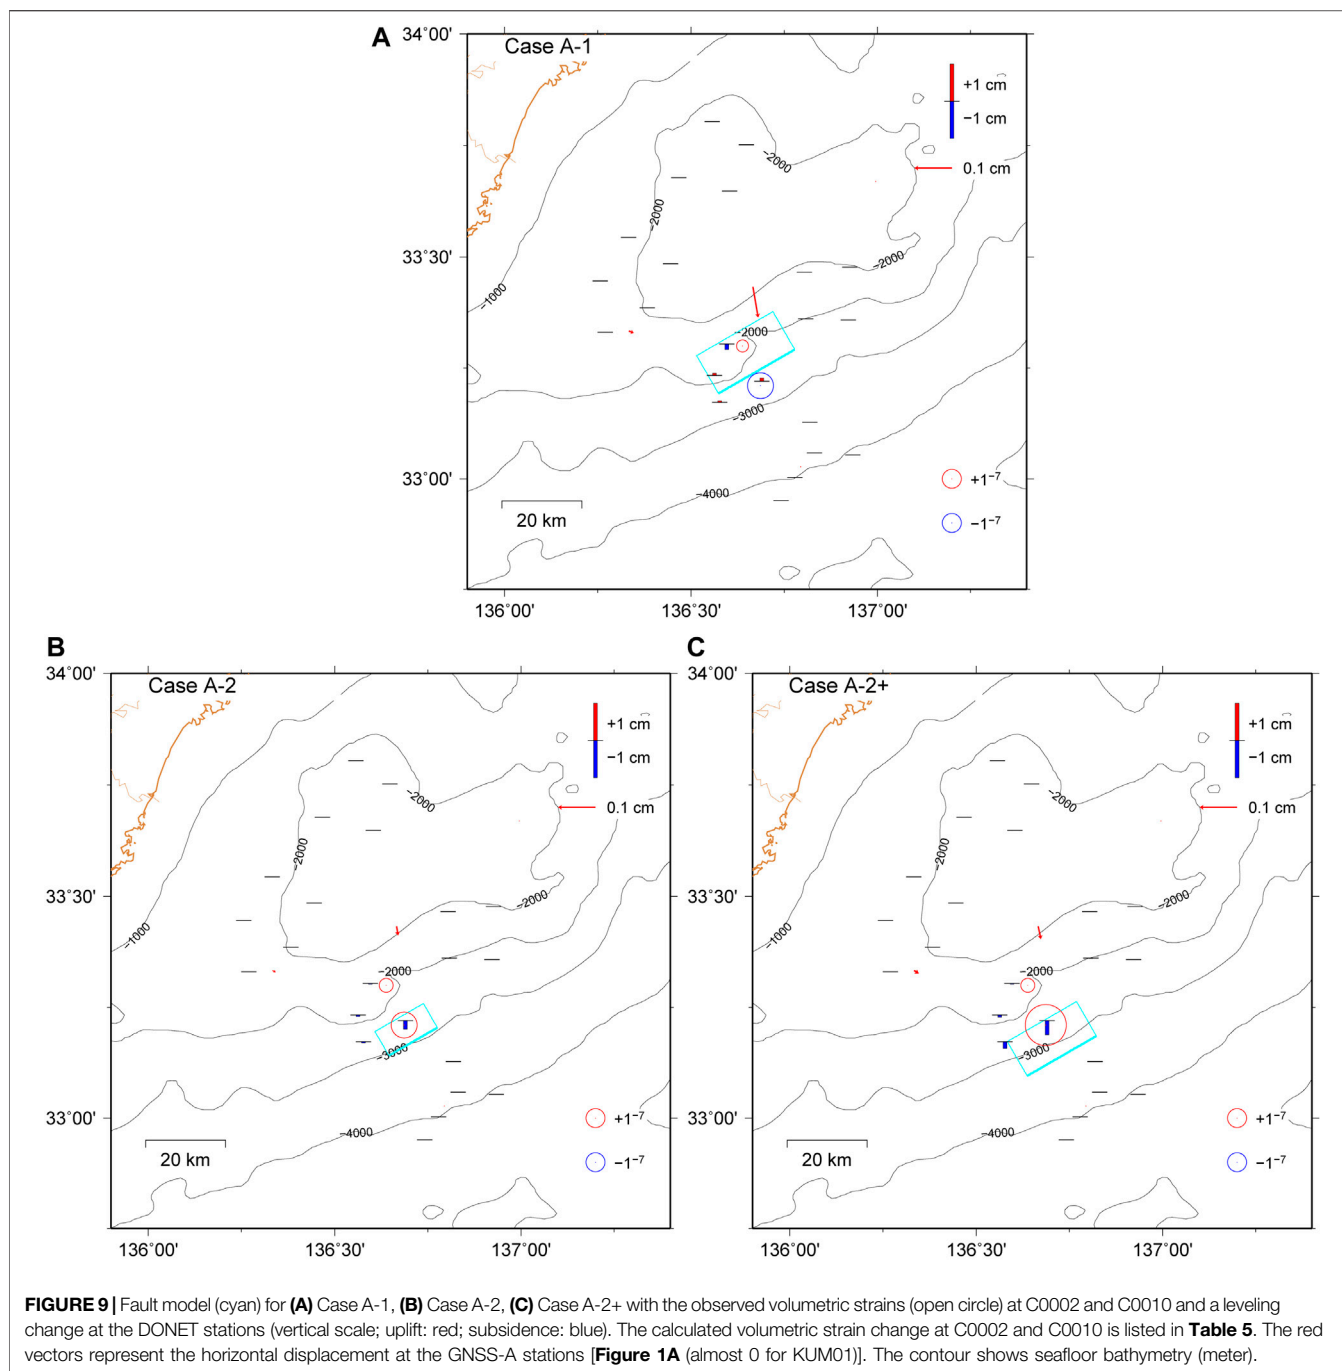 A
Case A-1
34°00'
33°30'
33°00'
136°00'
136°30'
137°00'
+1 cm
−1 cm
0.1 cm
−2000
−2000
−2000
−1000
−2000
−3000
−4000
+1⁻⁷
−1⁻⁷
20 km
B
Case A-2
34°00'
33°30'
33°00'
136°00'
136°30'
137°00'
+1 cm
−1 cm
0.1 cm
−2000
−2000
−2000
−1000
−2000
−3000
−4000
+1⁻⁷
−1⁻⁷
20 km
C
Case A-2+
34°00'
33°30'
33°00'
136°00'
136°30'
137°00'
+1 cm
−1 cm
0.1 cm
−2000
−2000
−2000
−1000
−2000
−3000
−4000
+1⁻⁷
−1⁻⁷
20 km
FIGURE 9 | Fault model (cyan) for (A) Case A-1, (B) Case A-2, (C) Case A-2+ with the observed volumetric strains (open circle) at C0002 and C0010 and a leveling
change at the DONET stations (vertical scale; uplift: red; subsidence: blue). The calculated volumetric strain change at C0002 and C0010 is listed in Table 5. The red
vectors represent the horizontal displacement at the GNSS-A stations [Figure 1A (almost 0 for KUM01)]. The contour shows seafloor bathymetry (meter).